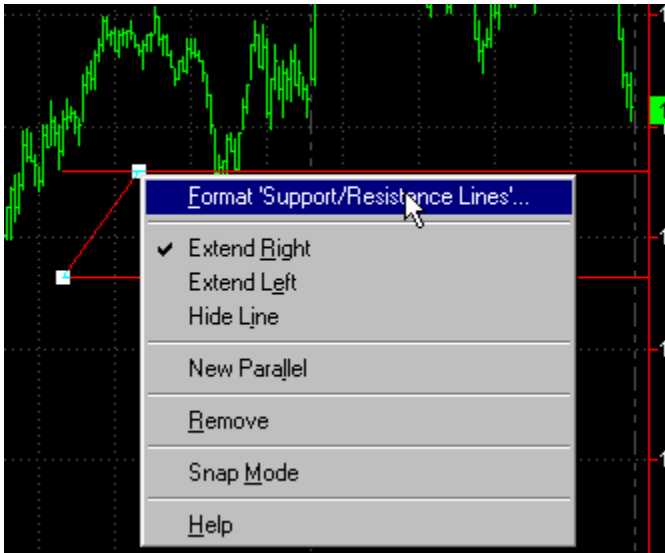 Format 'Support/Resistence Lines'...
Extend Right
Extend Left
Hide Line
New Parallel
Remove
Snap Mode
Help